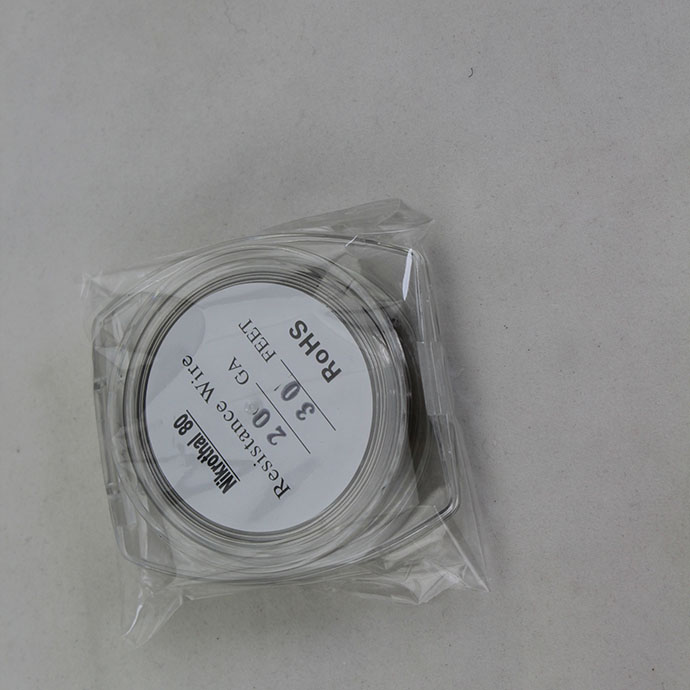 Nikrothal 80
Resistance Wire
20 GA
30' FEET
RoHS